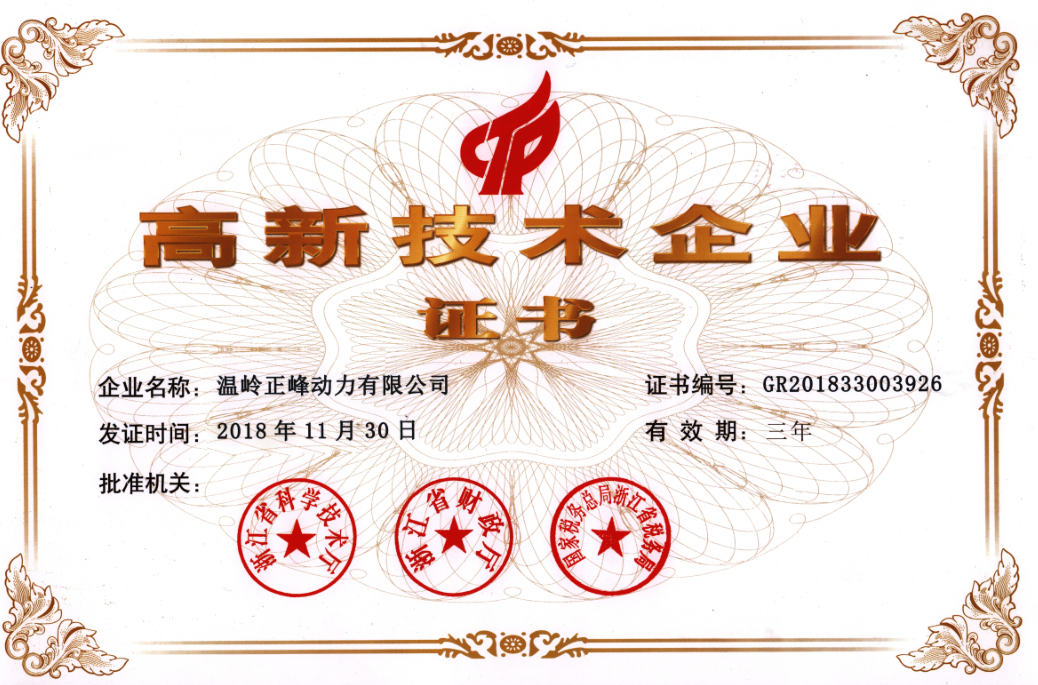 高新技术企业
证书
企业名称：温岭正峰动力有限公司
证书编号：GR201833003926
发证时间：2018年11月30日
有效期：三年
批准机关：
浙江省科学技术厅
浙江省财政厅
国家税务总局浙江省税务局